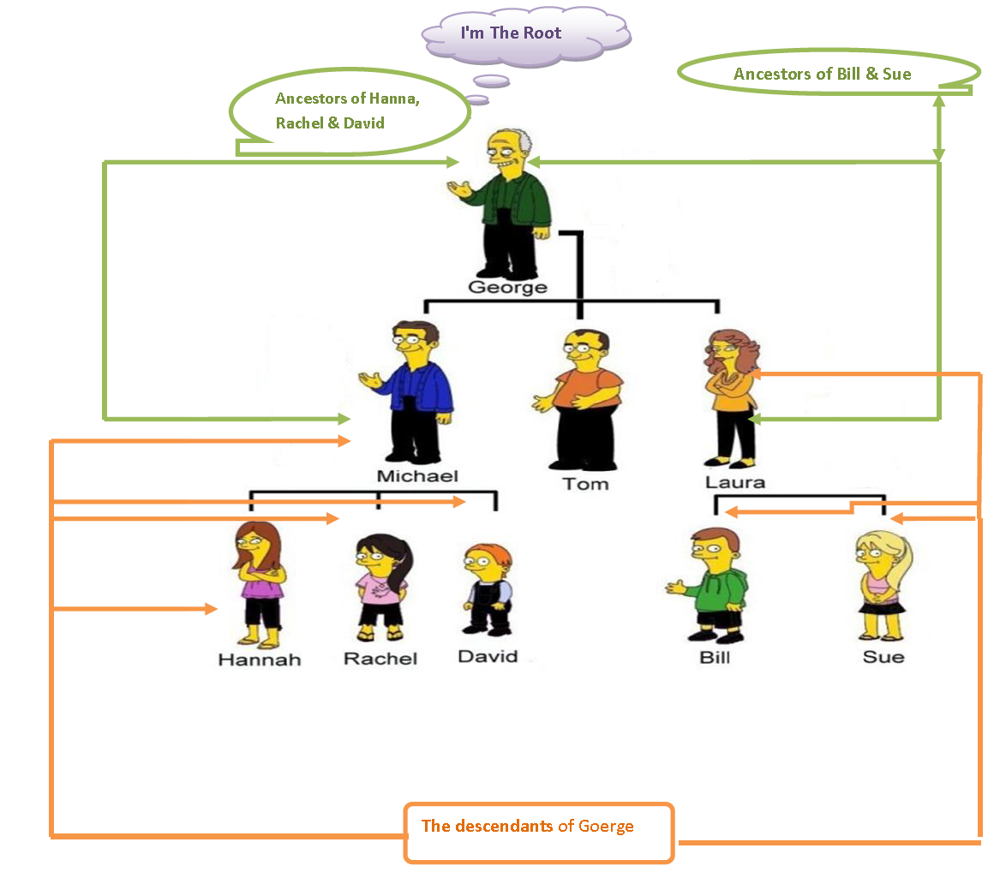 I'm The Root
Ancestors of Bill & Sue
Ancestors of Hanna,
Rachel & David
George
Michael
Tom
Laura
Hannah
Rachel
David
Bill
Sue
The descendants of Goerge